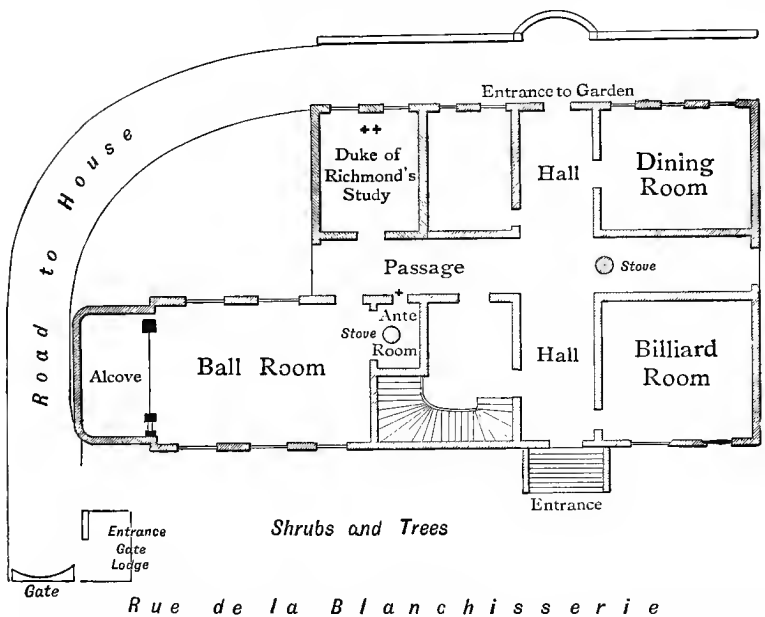 Entrance to Garden
++
Duke of
Richmond's
Study
Hall
Dining
Room
Road to House
Passage
Stove
+
Ante
Room
Stove
Alcove
Ball Room
Hall
Billiard
Room
Entrance
Shrubs and Trees
Entrance
Gate
Lodge
Gate
Rue de la Blanchisserie